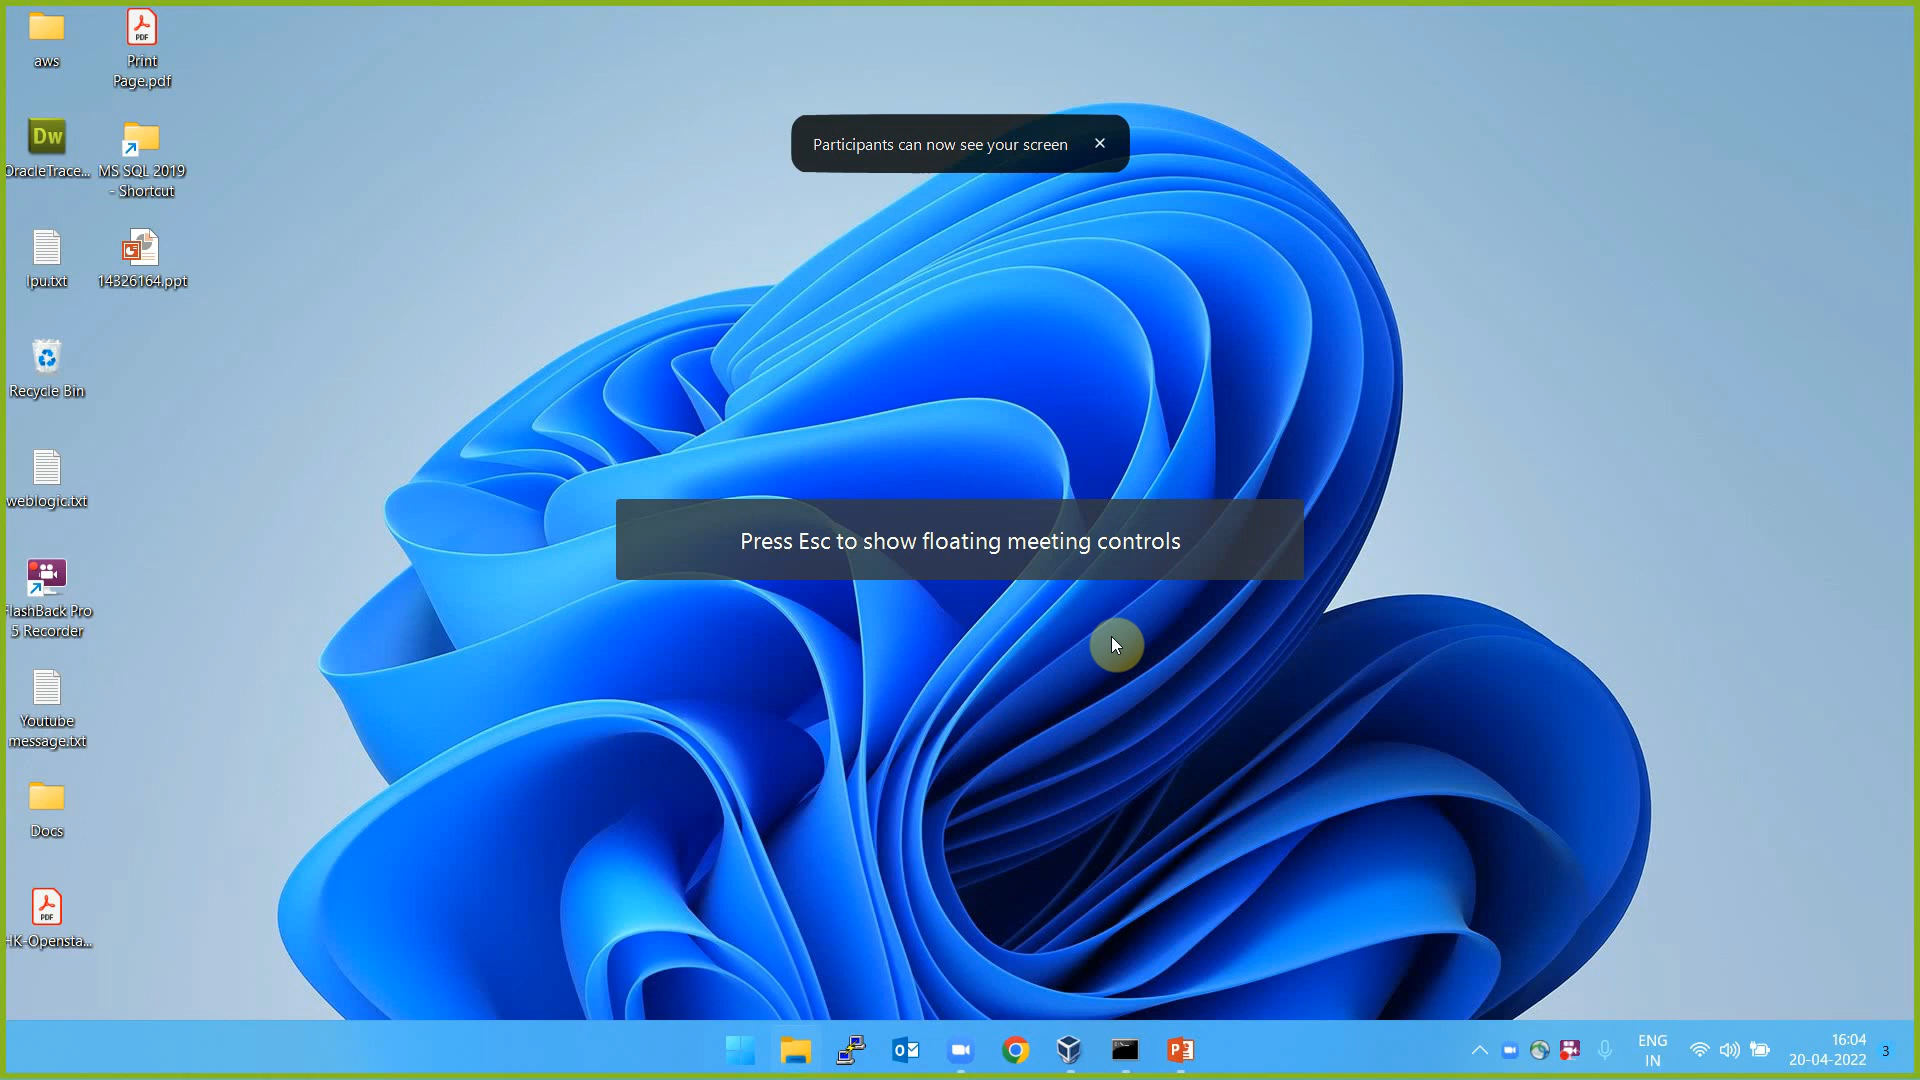 aws
Print
Page.pdf
PDF
Dw
OracleTrace...
MS SQL 2019
- Shortcut
lpu.txt
14326164.ppt
Recycle Bin
weblogic.txt
FlashBack Pro
5 Recorder
Youtube
message.txt
Docs
PDF
HK-Opensta...
Participants can now see your screen
Press Esc to show floating meeting controls
ENG
IN
16:04
20-04-2022
3